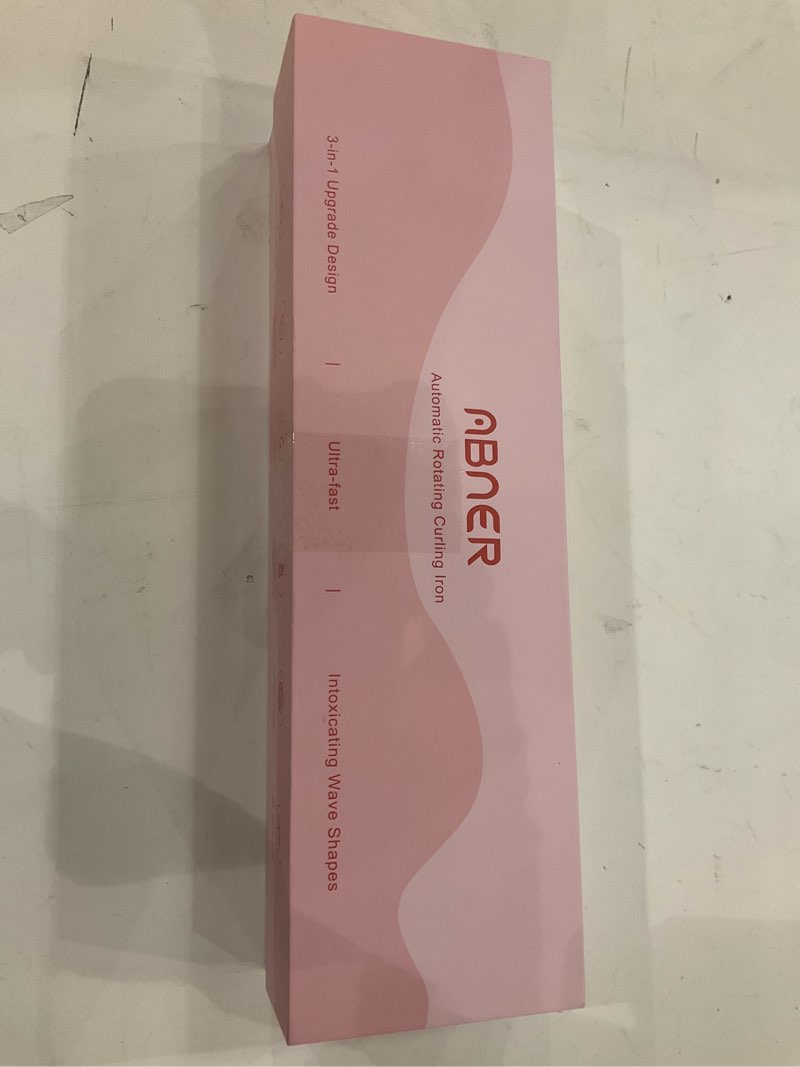 ABNER
Automatic Rotating Curling Iron
3-in-1 Upgrade Design | Ultra-fast | Intoxicating Wave Shapes